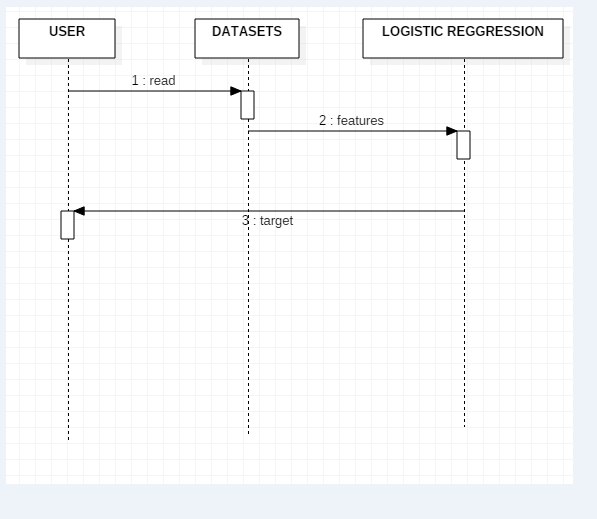 USER
DATASETS
LOGISTIC REGGRESSION
1 : read
2 : features
3 : target